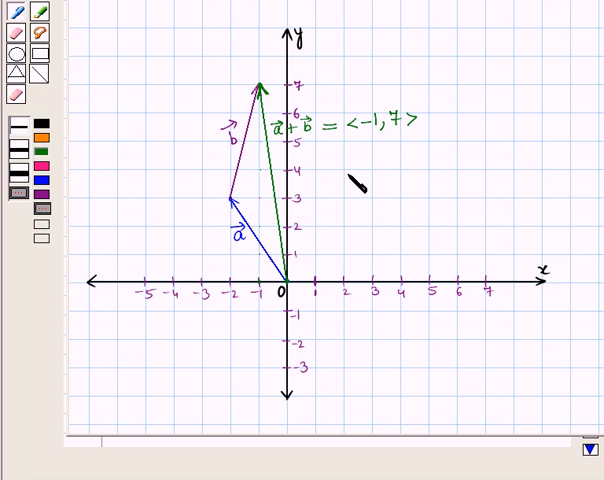 y
7
6
a⃗ + b⃗ = <-1, 7>
b⃗
5
4
3
2
a⃗
1
x
-5 -4 -3 -2 -1 0 1 2 3 4 5 6 7
-1
-2
-3